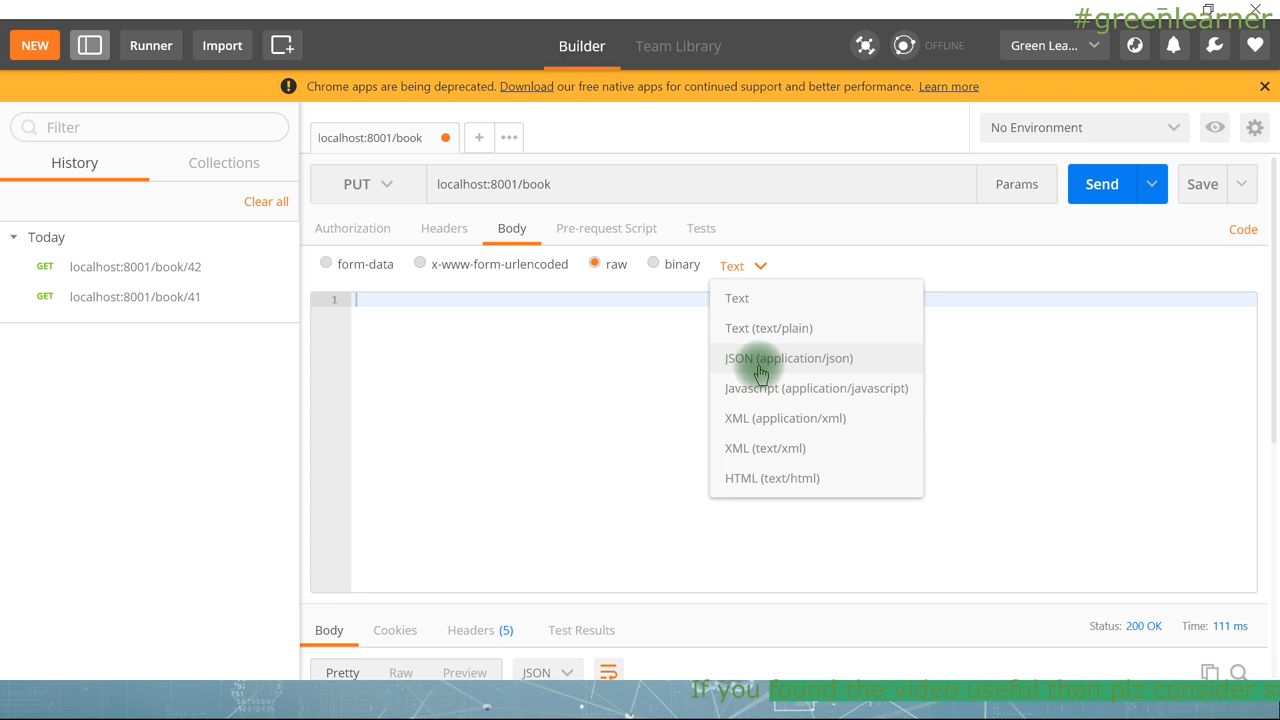 #greenlearner
NEW
Runner
Import
Builder
Team Library
OFFLINE
Green Lea...
Chrome apps are being deprecated. Download our free native apps for continued support and better performance. Learn more
Filter
History
Collections
Clear all
Today
GET localhost:8001/book/42
GET localhost:8001/book/41
localhost:8001/book
No Environment
PUT
localhost:8001/book
Params
Send
Save
Authorization
Headers
Body
Pre-request Script
Tests
Code
form-data
x-www-form-urlencoded
raw
binary
Text
1
Text
Text (text/plain)
JSON (application/json)
Javascript (application/javascript)
XML (application/xml)
XML (text/xml)
HTML (text/html)
Body
Cookies
Headers (5)
Test Results
Status: 200 OK
Time: 111 ms
Pretty
Raw
Preview
JSON
If you found the video useful then plz consider s